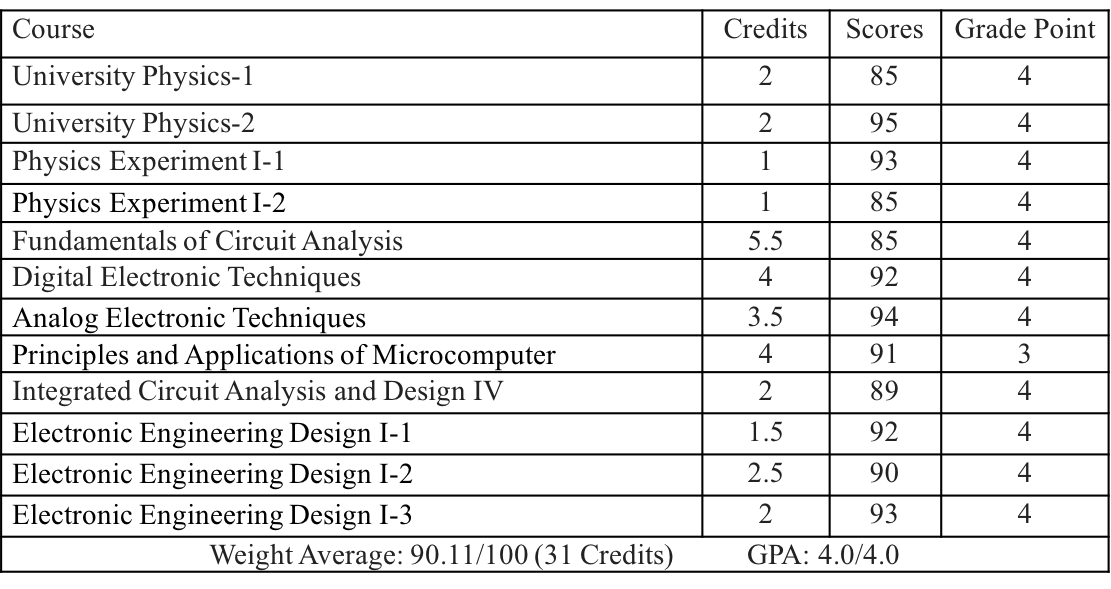 Course Credits Scores Grade Point
University Physics-1 2 85 4
University Physics-2 2 95 4
Physics Experiment I-1 1 93 4
Physics Experiment I-2 1 85 4
Fundamentals of Circuit Analysis 5.5 85 4
Digital Electronic Techniques 4 92 4
Analog Electronic Techniques 3.5 94 4
Principles and Applications of Microcomputer 4 91 3
Integrated Circuit Analysis and Design IV 2 89 4
Electronic Engineering Design I-1 1.5 92 4
Electronic Engineering Design I-2 2.5 90 4
Electronic Engineering Design I-3 2 93 4
Weight Average: 90.11/100 (31 Credits) GPA: 4.0/4.0